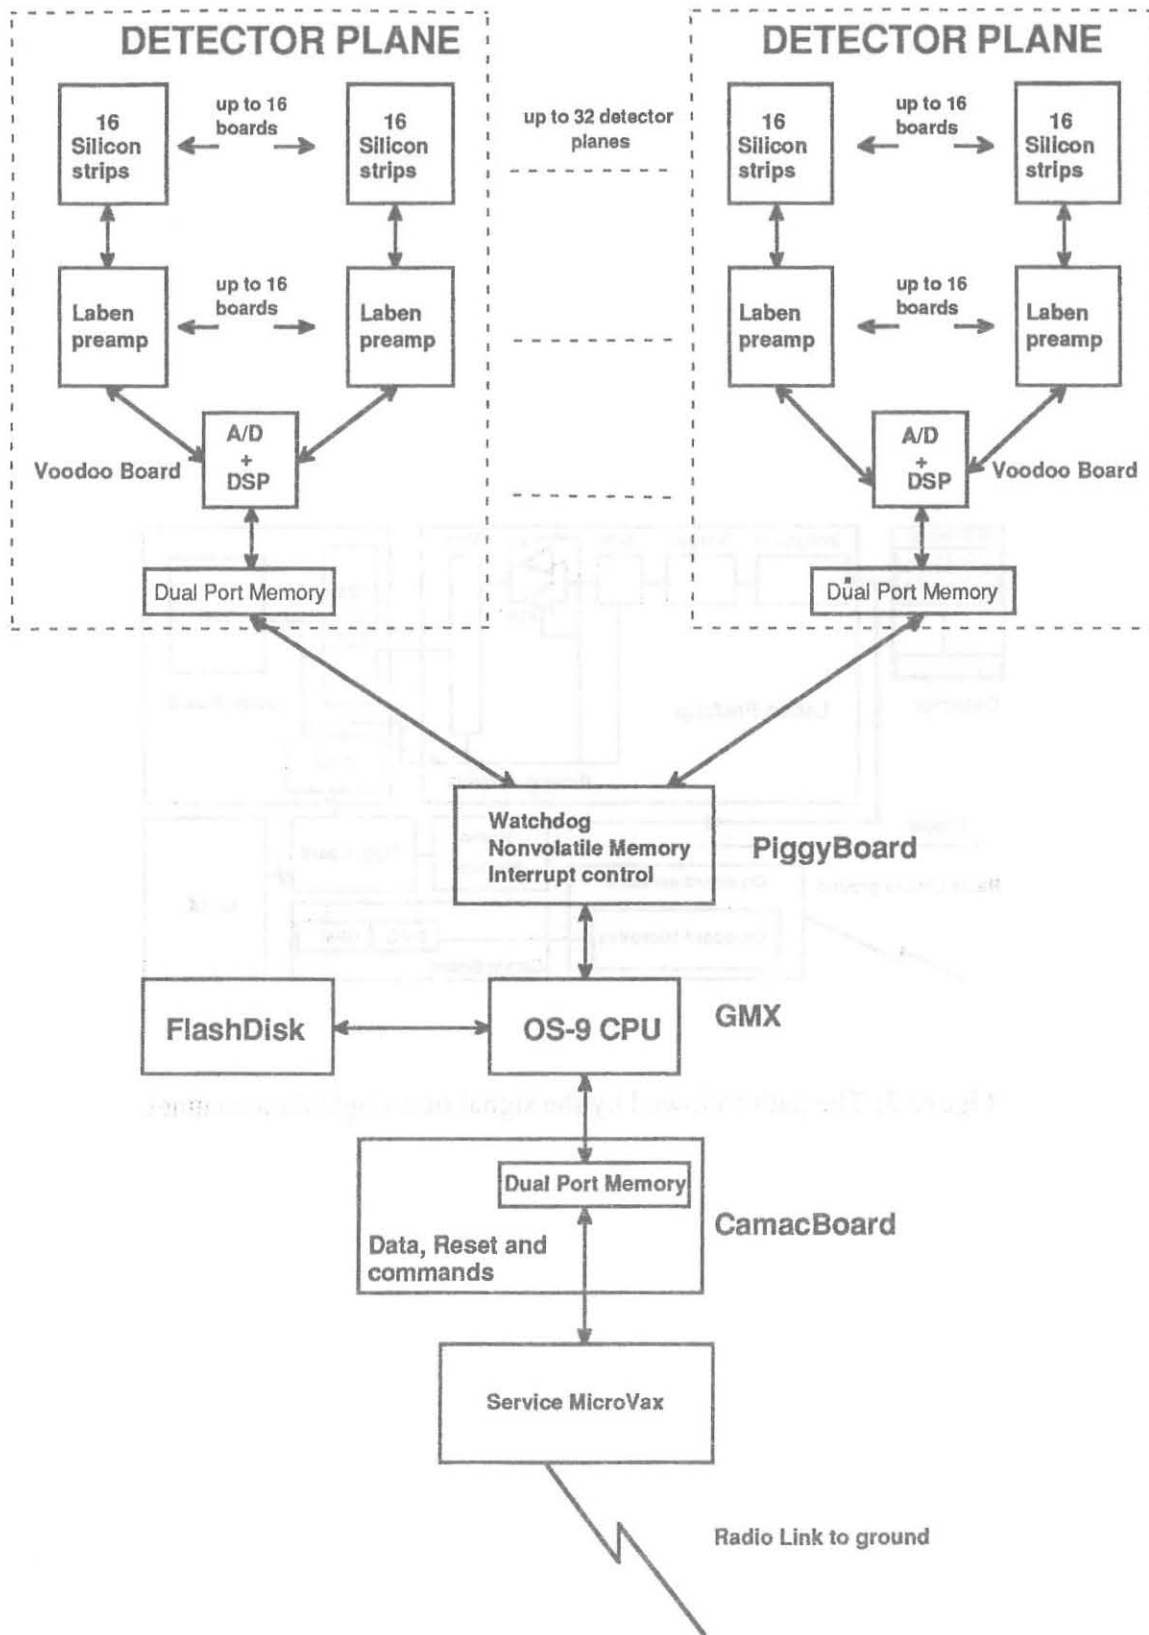 DETECTOR PLANE
16
Silicon
strips
up to 16
boards
16
Silicon
strips
Laben
preamp
up to 16
boards
Laben
preamp
A/D
+
DSP
Voodoo Board
Dual Port Memory
up to 32 detector
planes
DETECTOR PLANE
16
Silicon
strips
up to 16
boards
16
Silicon
strips
Laben
preamp
up to 16
boards
Laben
preamp
A/D
+
DSP
Voodoo Board
Dual Port Memory
Watchdog
Nonvolatile Memory
Interrupt control
PiggyBoard
FlashDisk
OS-9 CPU
GMX
Dual Port Memory
Data, Reset and
commands
CamacBoard
Service MicroVax
Radio Link to ground